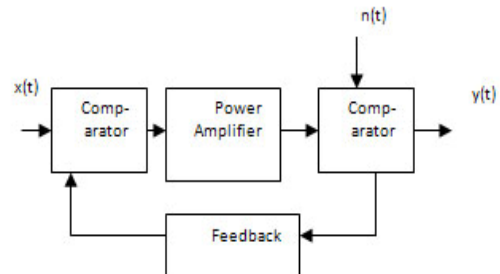 n(t)
x(t)
Comp-
arator
Power
Amplifier
Comp-
arator
y(t)
Feedback